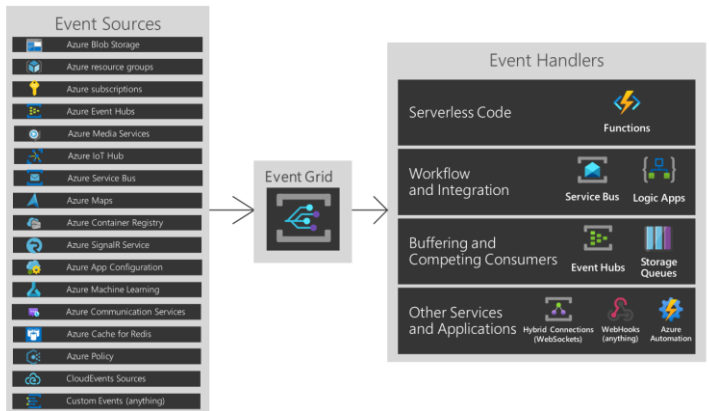 Event Sources
Azure Blob Storage
Azure resource groups
Azure subscriptions
Azure Event Hubs
Azure Media Services
Azure IoT Hub
Azure Service Bus
Azure Maps
Azure Container Registry
Azure SignalR Service
Azure App Configuration
Azure Machine Learning
Azure Communication Services
Azure Cache for Redis
Azure Policy
CloudEvents Sources
Custom Events (anything)
Event Grid
Event Handlers
Serverless Code
Functions
Workflow
and Integration
Service Bus
Logic Apps
Buffering and
Competing Consumers
Event Hubs
Storage
Queues
Other Services
and Applications
Hybrid Connections
(WebSockets)
WebHooks
(anything)
Azure
Automation